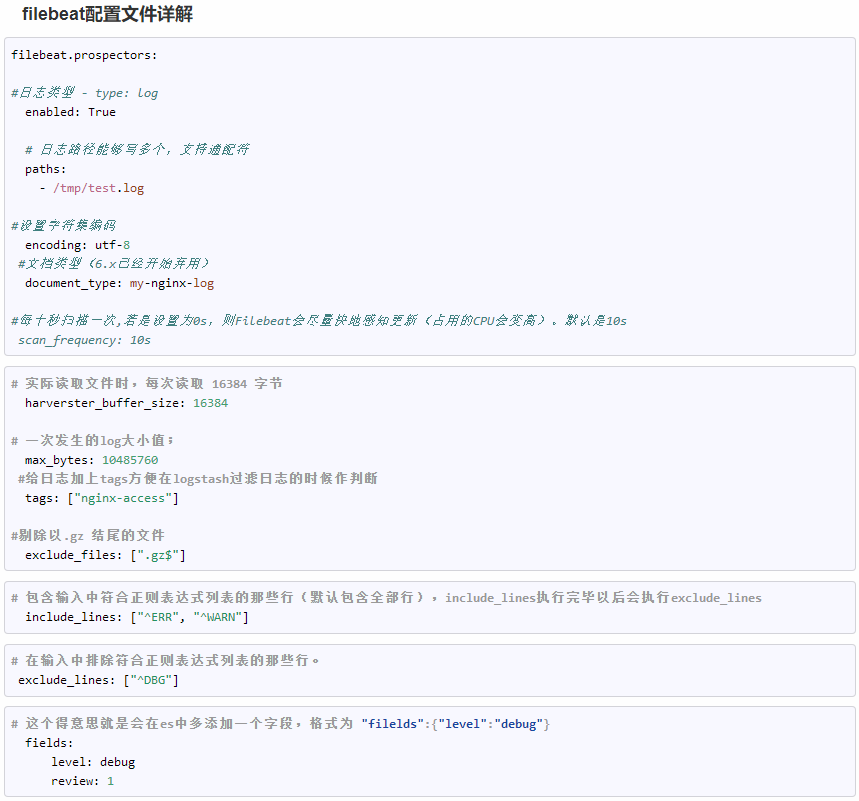 filebeat配置文件详解
filebeat.prospectors:
#日志类型 - type: log
enabled: True
# 日志路径能够写多个，支持通配符
paths:
- /tmp/test.log
#设置字符集编码
encoding: utf-8
#文档类型（6.x已经开始弃用）
document_type: my-nginx-log
#每十秒扫描一次,若是设置为0s，则Filebeat会尽量快地感知更新（占用的CPU会变高）。默认是10s
scan_frequency: 10s
# 实际读取文件时，每次读取 16384 字节
harverster_buffer_size: 16384
# 一次发生的log大小值；
max_bytes: 10485760
#给日志加上tags方便在logstash过滤日志的时候作判断
tags: ["nginx-access"]
#剔除以.gz 结尾的文件
exclude_files: [".gz$"]
# 包含输入中符合正则表达式列表的那些行（默认包含全部行），include_lines执行完毕以后会执行exclude_lines
include_lines: ["^ERR", "^WARN"]
# 在输入中排除符合正则表达式列表的那些行。
exclude_lines: ["^DBG"]
# 这个得意思就是会在es中多添加一个字段，格式为 "filelds":{"level":"debug"}
fields:
level: debug
review: 1